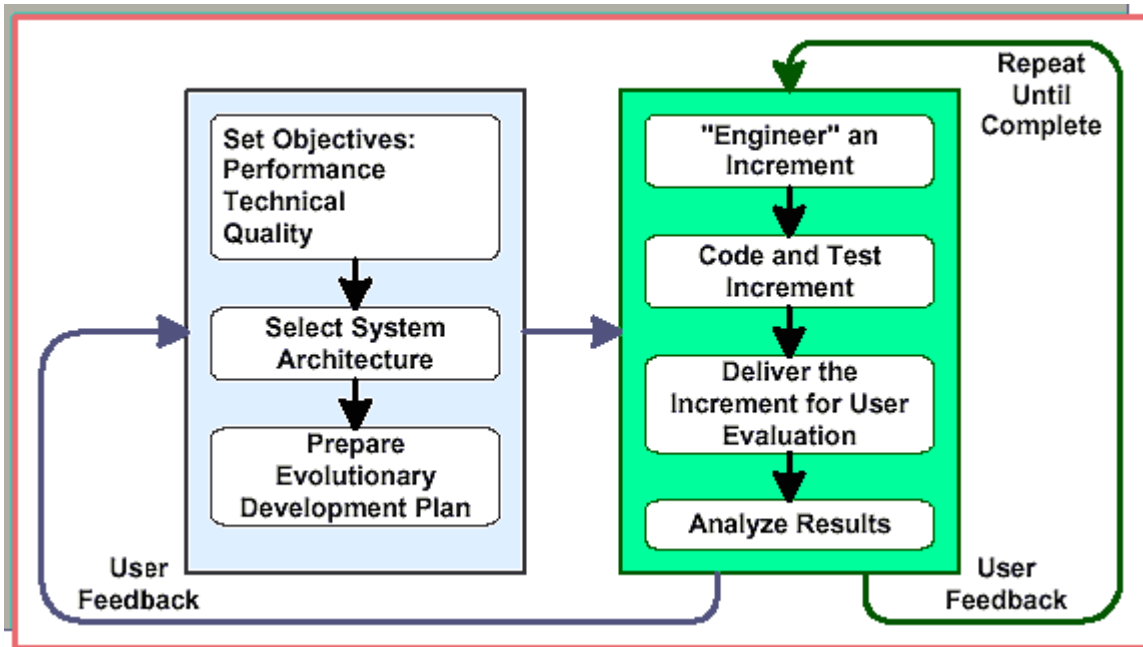 Set Objectives:
Performance
Technical
Quality
Select System
Architecture
Prepare
Evolutionary
Development Plan
User
Feedback
"Engineer" an
Increment
Code and Test
Increment
Deliver the
Increment for User
Evaluation
Analyze Results
Repeat
Until
Complete
User
Feedback